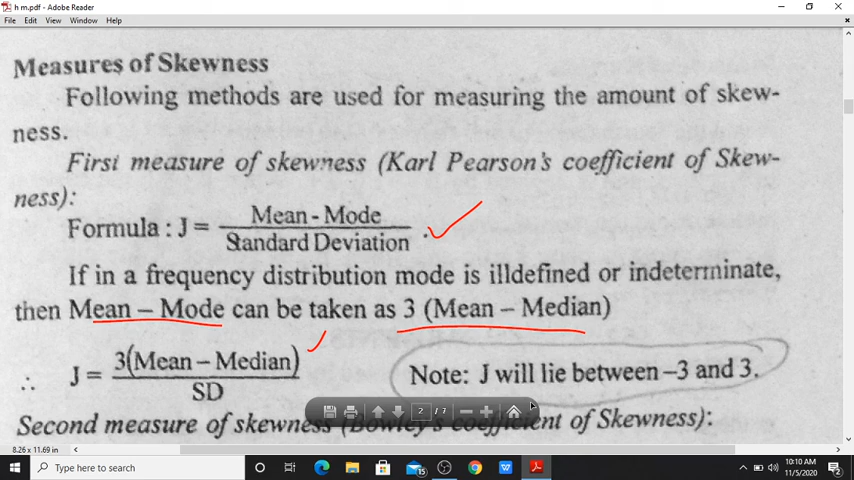 h m.pdf - Adobe Reader
File Edit View Window Help
Measures of Skewness
Following methods are used for measuring the amount of skew-
ness.
First measure of skewness (Karl Pearson's coefficient of Skew-
ness):
Formula : J = Mean - Mode
Standard Deviation .
If in a frequency distribution mode is illdefined or indeterminate,
then Mean – Mode can be taken as 3 (Mean – Median)
∴ J = 3(Mean – Median)
SD
Note: J will lie between –3 and 3.
2 / 7
Second measure of skewness (Bowley's coefficient of Skewness):
8.26 x 11.69 in
Type here to search
15
W
10:10 AM
11/5/2020
2